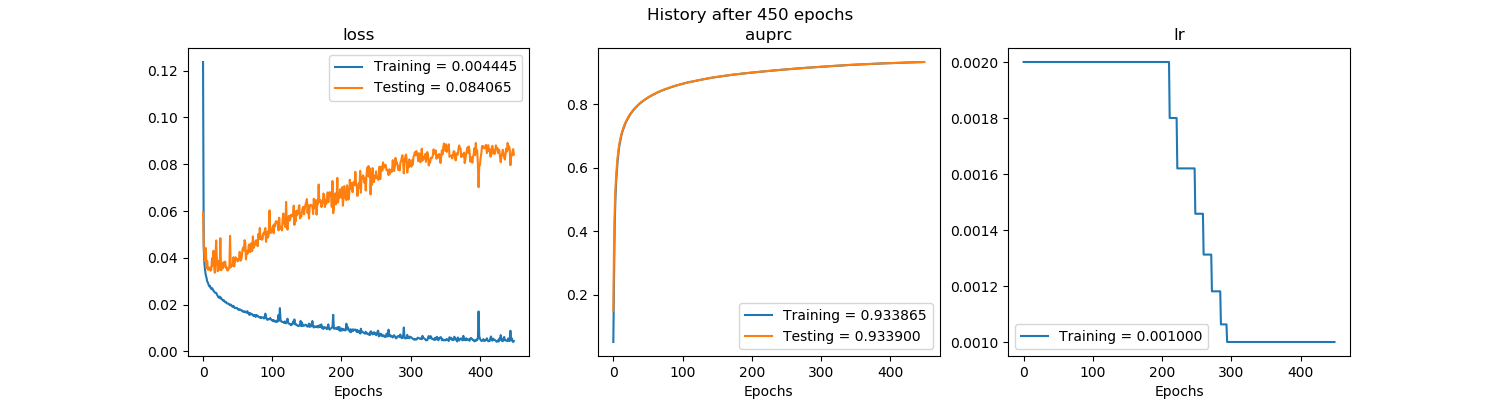 History after 450 epochs
loss
Training = 0.004445
Testing = 0.084065
0.12
0.10
0.08
0.06
0.04
0.02
0.00
0 100 200 300 400
Epochs
auprc
0.8
0.6
0.4
0.2
Training = 0.933865
Testing = 0.933900
0 100 200 300 400
Epochs
lr
0.0020
0.0018
0.0016
0.0014
0.0012
0.0010
Training = 0.001000
0 100 200 300 400
Epochs